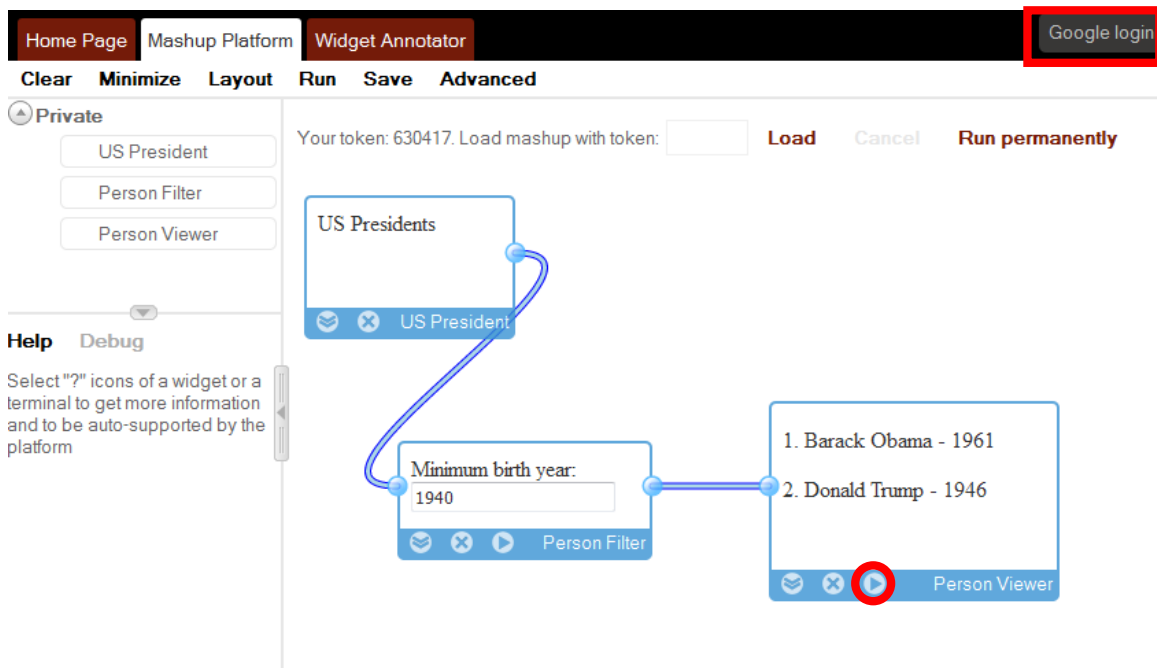 Home Page Mashup Platform Widget Annotator Google login
Clear Minimize Layout Run Save Advanced
Private
US President
Person Filter
Person Viewer
Help Debug
Select "?" icons of a widget or a
terminal to get more information
and to be auto-supported by the
platform
Your token: 630417. Load mashup with token: Load Cancel Run permanently
US Presidents
US President
Minimum birth year:
1940
Person Filter
1. Barack Obama - 1961
2. Donald Trump - 1946
Person Viewer